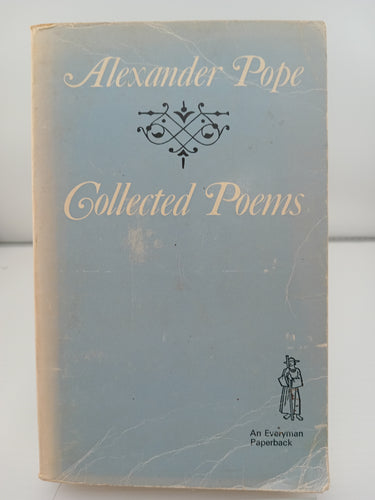 Alexander Pope
Collected Poems
An Everyman
Paperback